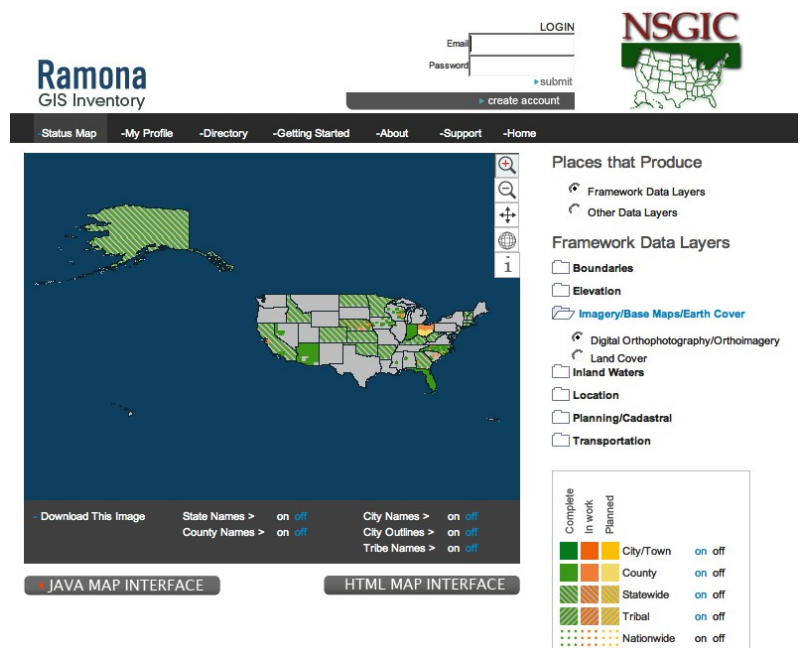 LOGIN
Email
Password
submit
create account
Ramona
GIS Inventory
NSGIC
-Status Map -My Profile -Directory -Getting Started -About -Support -Home
Places that Produce
Framework Data Layers
Other Data Layers
Framework Data Layers
Boundaries
Elevation
Imagery/Base Maps/Earth Cover
Digital Orthophotography/Orthoimagery
Land Cover
Inland Waters
Location
Planning/Cadastral
Transportation
i
- Download This Image
State Names > on off
County Names > on off
City Names > on off
City Outlines > on off
Tribe Names > on off
JAVA MAP INTERFACE
HTML MAP INTERFACE
Complete
In work
Planned
City/Town on off
County on off
Statewide on off
Tribal on off
Nationwide on off